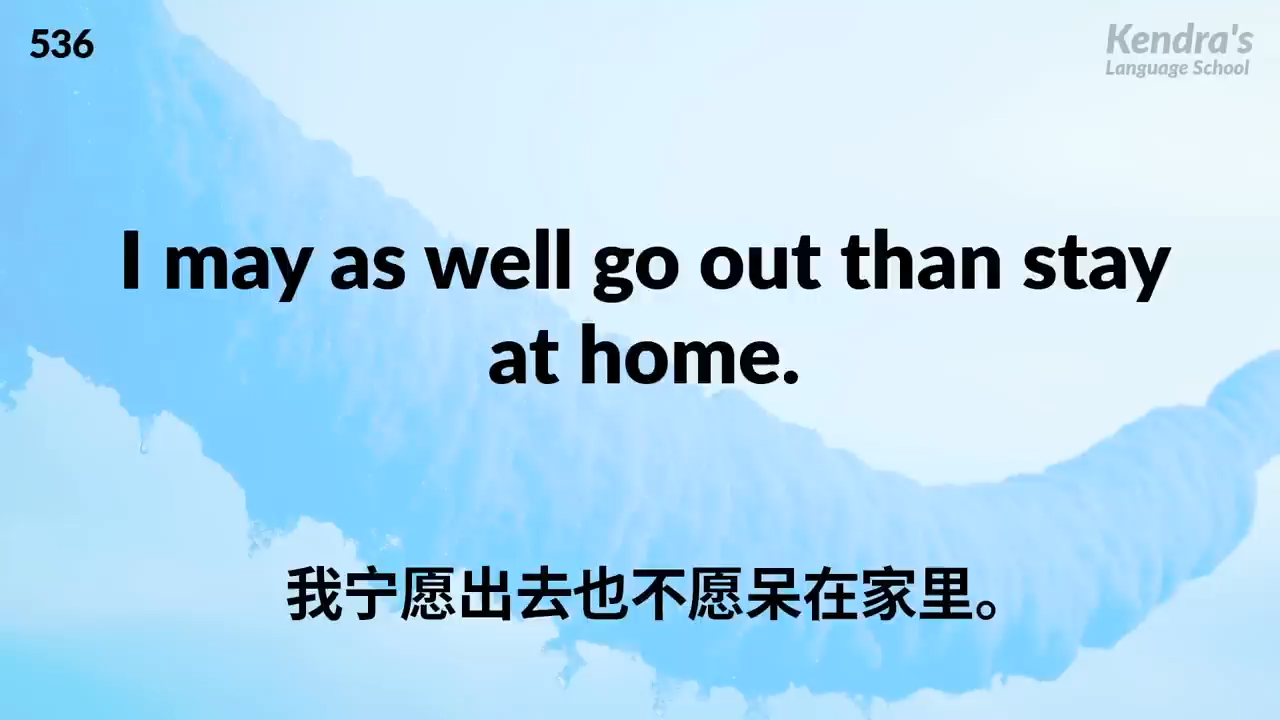 536
Kendra's
Language School
I may as well go out than stay
at home.
我宁愿出去也不愿呆在家里。